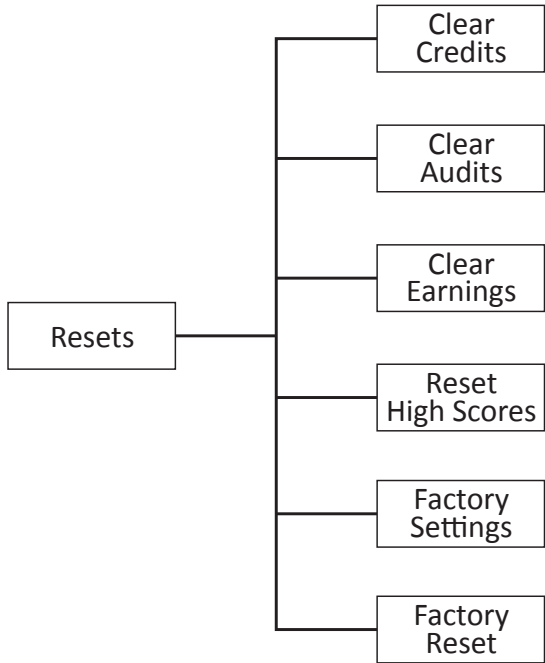 Clear
Credits
Clear
Audits
Clear
Earnings
Resets
Reset
High Scores
Factory
Settings
Factory
Reset